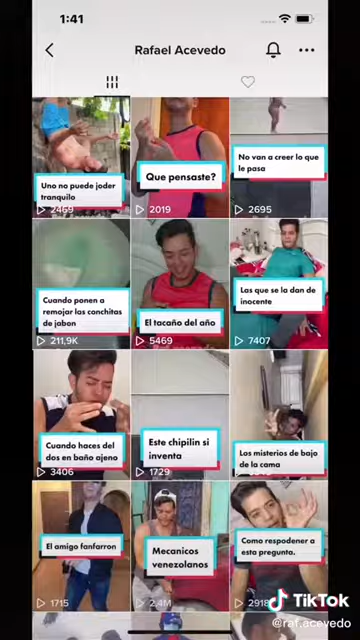 1:41
Rafael Acevedo
Uno no puede joder
tranquilo
2469
Que pensaste?
2019
No van a creer lo que
le pasa
2695
Cuando ponen a
remojar las conchitas
de jabon
211,9K
El tacaño del año
5469
Las que se la dan de
inocente
7407
Cuando haces del
dos en baño ajeno
3406
Este chipilin si
inventa
1729
Los misterios de bajo
de la cama
El amigo fanfarron
1715
Mecanicos
venezolanos
2,4M
Como respodener a
esta pregunta.
2918
TikTok
@raf.acevedo